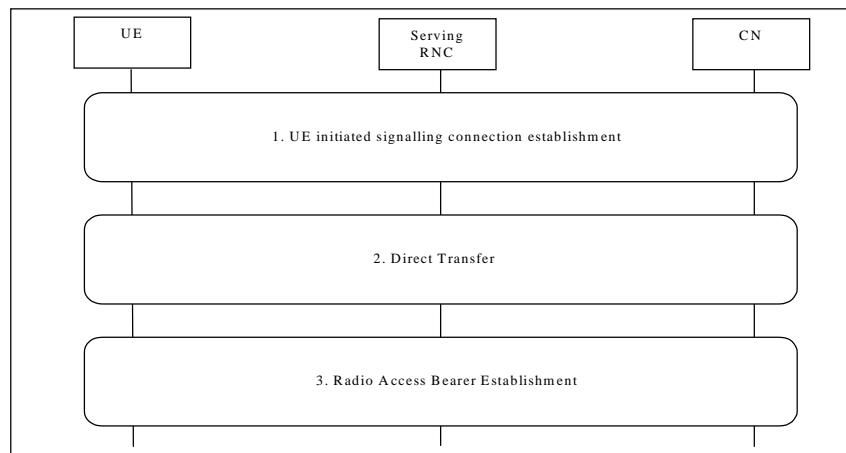 UE
Serving
RNC
CN
1. UE initiated signalling connection establishment
2. Direct Transfer
3. Radio Access Bearer Establishment